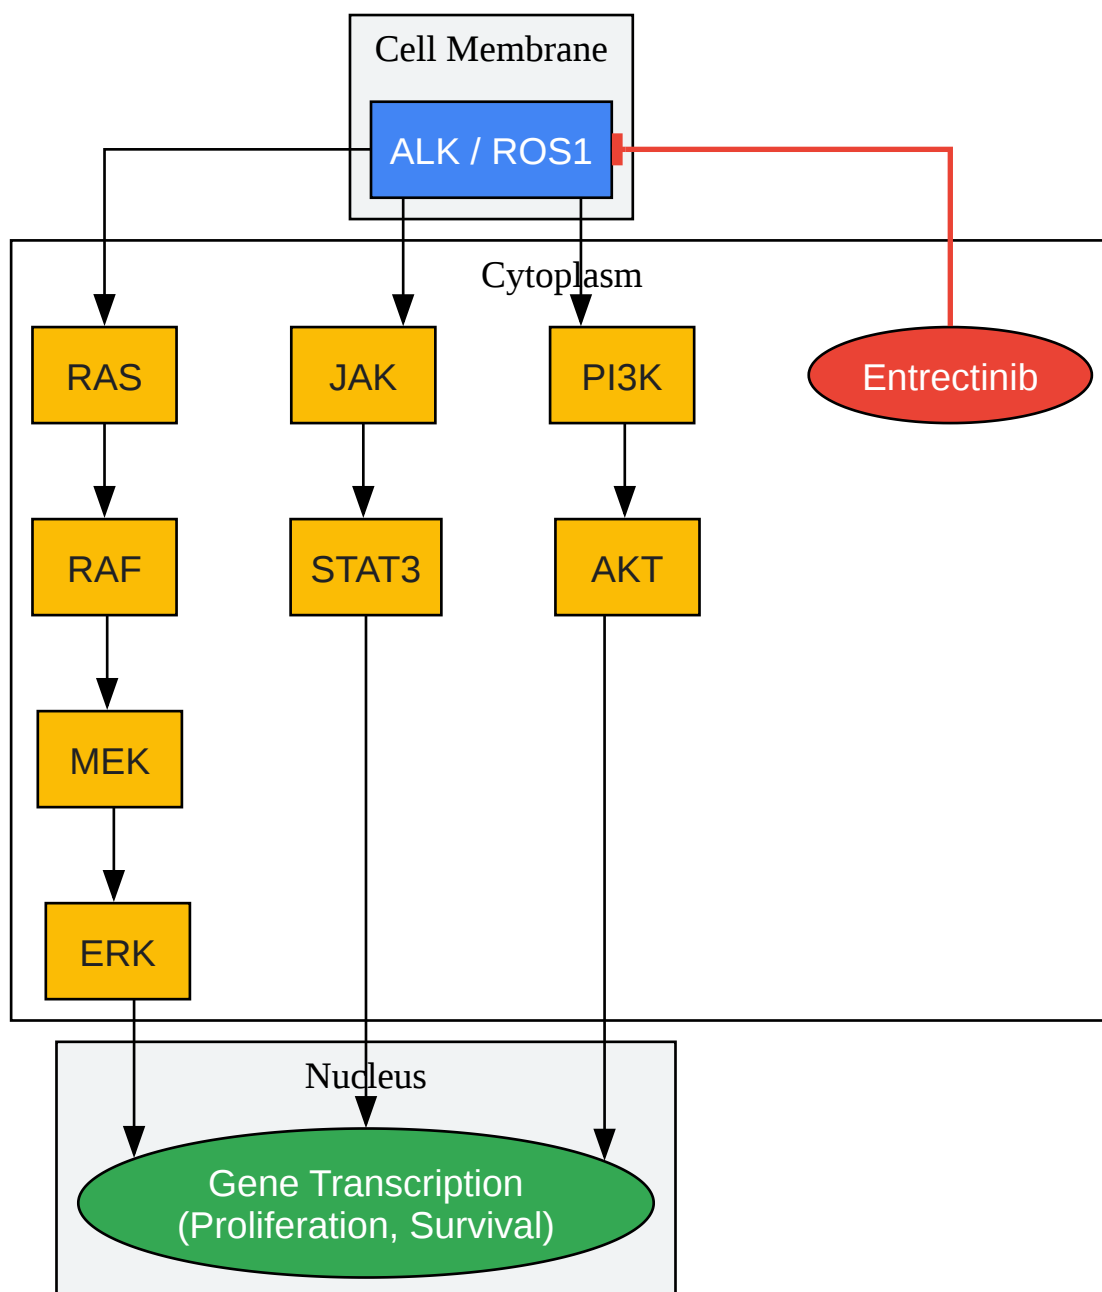 Cell Membrane
ALK / ROS1
Cytoplasm
RAS
JAK
PI3K
Entrectinib
RAF
STAT3
AKT
MEK
ERK
Nucleus
Gene Transcription
(Proliferation, Survival)